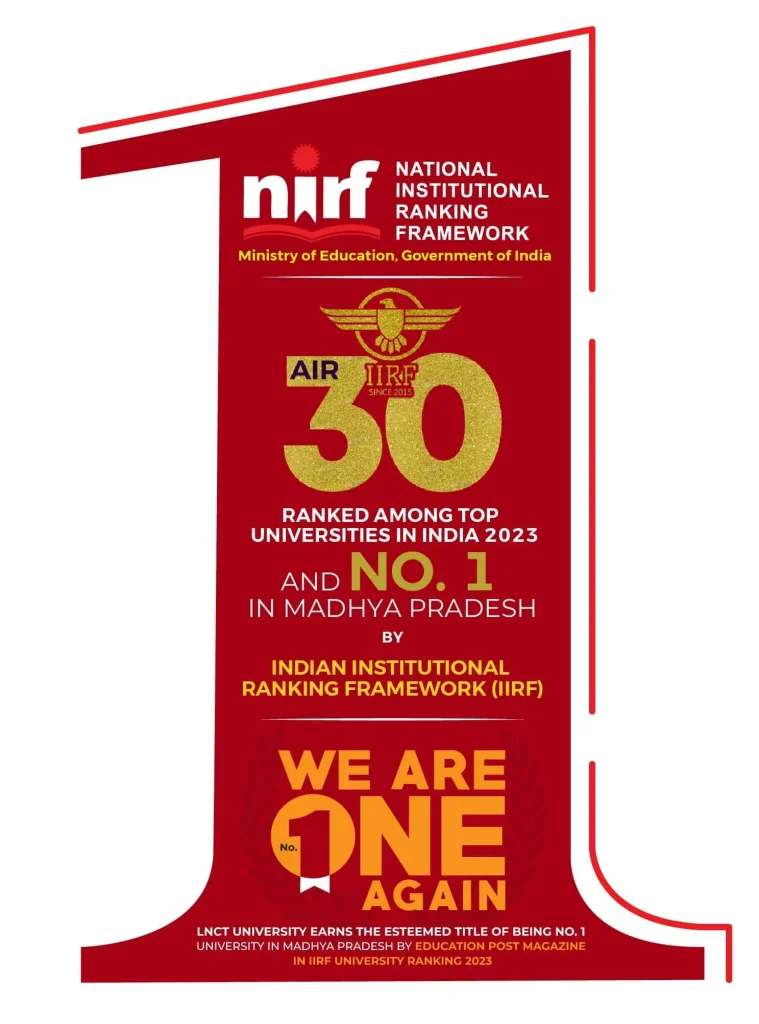 nirf
NATIONAL
INSTITUTIONAL
RANKING
FRAMEWORK
Ministry of Education, Government of India
AIR
30
IIRF
SINCE 2015
RANKED AMONG TOP
UNIVERSITIES IN INDIA 2023
AND NO. 1
IN MADHYA PRADESH
BY
INDIAN INSTITUTIONAL
RANKING FRAMEWORK (IIRF)
WE ARE
ONE
No. 1
AGAIN
LNCT UNIVERSITY EARNS THE ESTEEMED TITLE OF BEING NO. 1
UNIVERSITY IN MADHYA PRADESH BY EDUCATION POST MAGAZINE
IN IIRF UNIVERSITY RANKING 2023